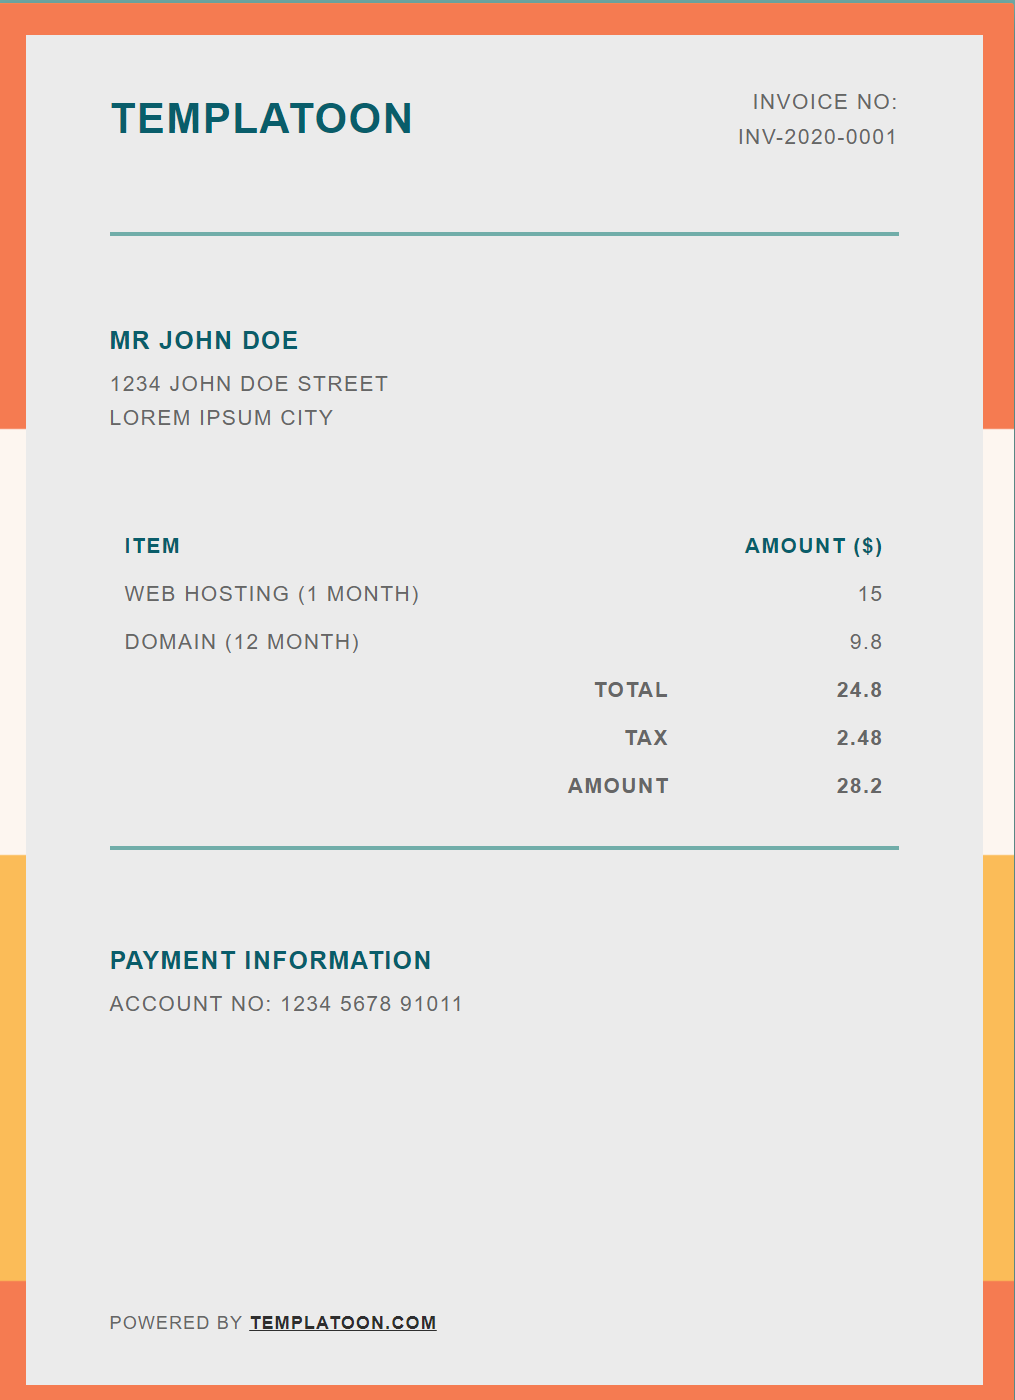 TEMPLATOON
INVOICE NO:
INV-2020-0001
MR JOHN DOE
1234 JOHN DOE STREET
LOREM IPSUM CITY
ITEM AMOUNT ($)
WEB HOSTING (1 MONTH) 15
DOMAIN (12 MONTH) 9.8
TOTAL 24.8
TAX 2.48
AMOUNT 28.2
PAYMENT INFORMATION
ACCOUNT NO: 1234 5678 91011
POWERED BY TEMPLATOON.COM